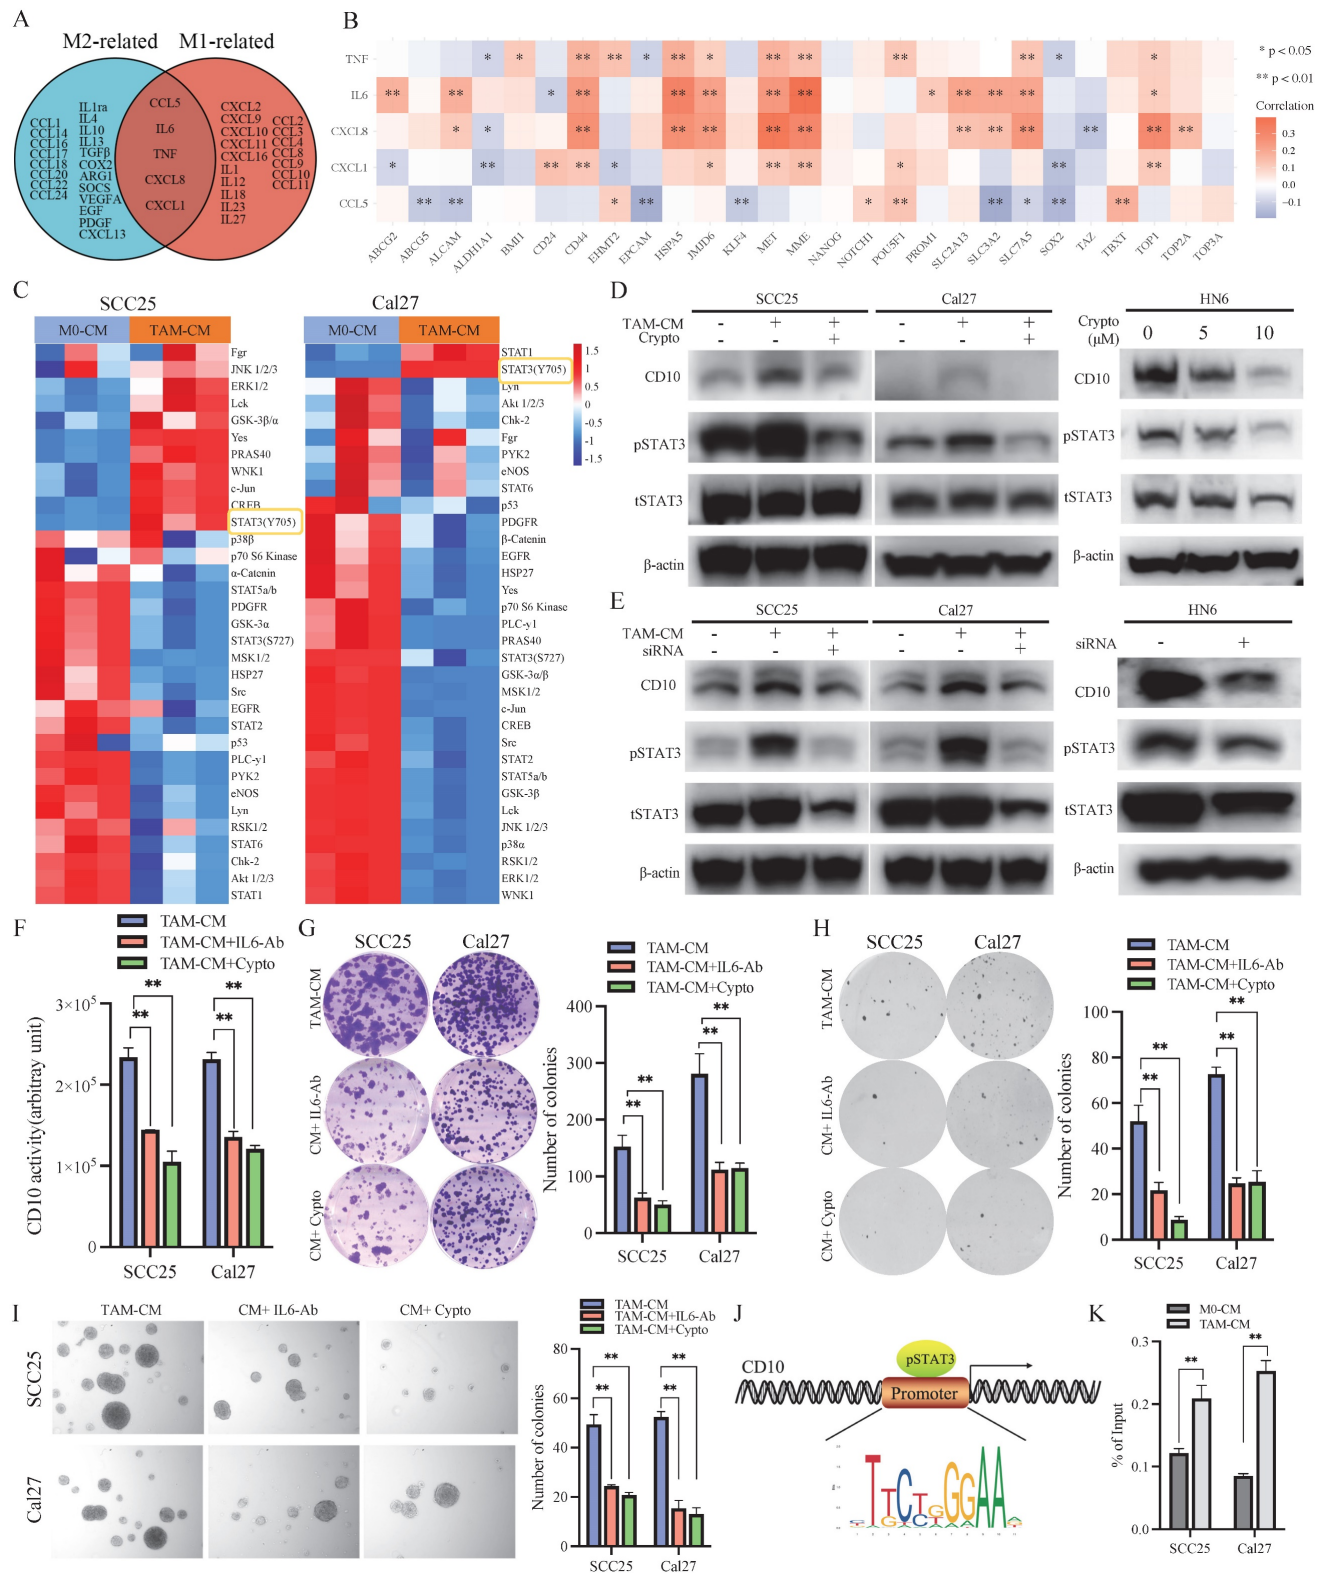 A
M2-related M1-related
IL1ra
IL4
IL10
IL13
TGFβ
COX2
ARG1
SOCS
VEGFA
EGF
PDGF
CXCL13
CCL1
CCL14
CCL16
CCL17
CCL18
CCL20
CCL22
CCL24
CCL5
IL6
TNF
CXCL8
CXCL1
CXCL2
CXCL9
CXCL10
CXCL11
CXCL16
IL1
IL12
IL18
IL23
IL27
CCL2
CCL3
CCL4
CCL8
CCL9
CCL10
CCL11
B
TNF * * ** ** * ** * ** ** ** ** * *
IL6 ** ** * ** ** ** ** ** * ** ** ** *
CXCL8 * * ** ** ** ** ** ** ** ** ** ** **
CXCL1 * ** ** ** * * ** ** * ** **
CCL5 ** ** * ** ** * ** ** * ** **
ABCG2 ABCG5 ALCAM ALDH1A1 BMI1 CD24 CD44 EHMT2 EPCAM HSPA5 JMJD6 KLF4 MET MME NANOG NOTCH1 POU5F1 PROM1 SLC2A13 SLC3A2 SLC7A5 SOX2 TAZ TBXT TOP1 TOP2A TOP3A
* p < 0.05
** p < 0.01
Correlation
0.3
0.2
0.1
0.0
−0.1
C
SCC25
M0-CM TAM-CM
Fgr
JNK 1/2/3
ERK1/2
Lck
GSK-3β/α
Yes
PRAS40
WNK1
c-Jun
CREB
STAT3(Y705)
p38β
p70 S6 Kinase
α-Catenin
STAT5a/b
PDGFR
GSK-3α
STAT3(S727)
MSK1/2
HSP27
Src
EGFR
STAT2
p53
PLC-y1
PYK2
eNOS
Lyn
RSK1/2
STAT6
Chk-2
Akt 1/2/3
STAT1
Cal27
M0-CM TAM-CM
STAT1
STAT3(Y705)
Lyn
Akt 1/2/3
Chk-2
Fgr
PYK2
eNOS
STAT6
p53
PDGFR
β-Catenin
EGFR
HSP27
Yes
p70 S6 Kinase
PLC-y1
PRAS40
STAT3(S727)
GSK-3α/β
MSK1/2
c-Jun
CREB
Src
STAT2
STAT5a/b
GSK-3β
Lck
JNK 1/2/3
p38α
RSK1/2
ERK1/2
WNK1
1.5
1
0.5
0
-0.5
-1
-1.5
D
SCC25 Cal27
TAM-CM - + + - + +
Crypto - - + - - +
CD10
pSTAT3
tSTAT3
β-actin
HN6
Crypto 0 5 10
(μM)
CD10
pSTAT3
tSTAT3
β-actin
E
SCC25 Cal27
TAM-CM - + + - + +
siRNA - - + - - +
CD10
pSTAT3
tSTAT3
β-actin
HN6
siRNA - +
CD10
pSTAT3
tSTAT3
β-actin
F
TAM-CM
TAM-CM+IL6-Ab
TAM-CM+Cypto
CD10 activity(arbitray unit)
3×10⁵
2×10⁵
1×10⁵
0
** ** ** **
SCC25 Cal27
G
SCC25 Cal27
TAM-CM
CM+ IL6-Ab
CM+ Cypto
TAM-CM
TAM-CM+IL6-Ab
TAM-CM+Cypto
Number of colonies
400
300
200
100
0
** ** ** **
SCC25 Cal27
H
SCC25 Cal27
TAM-CM
CM+ IL6-Ab
CM+ Cypto
TAM-CM
TAM-CM+IL6-Ab
TAM-CM+Cypto
Number of colonies
100
80
60
40
20
0
** ** ** **
SCC25 Cal27
I
TAM-CM CM+ IL6-Ab CM+ Cypto
SCC25
Cal27
TAM-CM
TAM-CM+IL6-Ab
TAM-CM+Cypto
Number of colonies
80
60
40
20
0
** ** ** **
SCC25 Cal27
J
CD10
pSTAT3
Promoter
TTCTGGGAA
K
M0-CM
TAM-CM
% of Input
0.3
0.2
0.1
0.0
** **
SCC25 Cal27